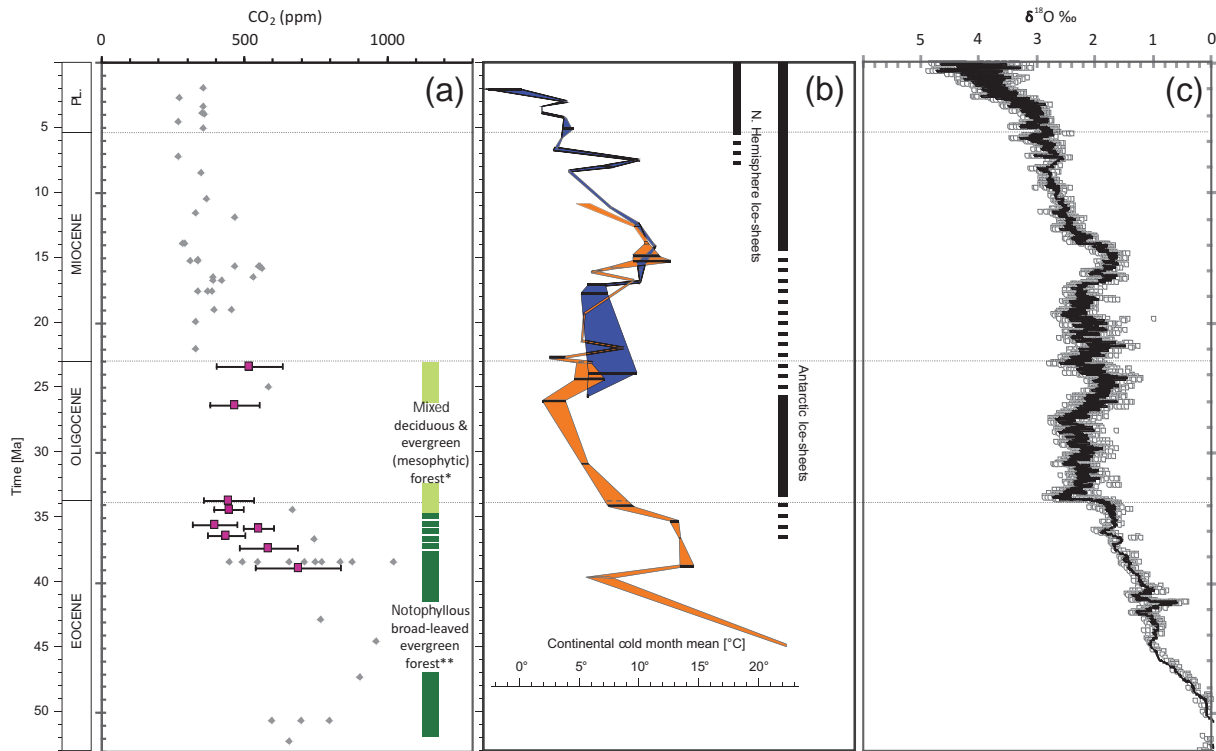 CO2 (ppm)
0 500 1000
δ18O ‰
5 4 3 2 1 0
(a)
(b)
(c)
PL.
MIOCENE
OLIGOCENE
EOCENE
Time [Ma]
5
10
15
20
25
30
35
40
45
50
Mixed
deciduous &
evergreen
(mesophytic)
forest*
Notophyllous
broad-leaved
evergreen
forest**
N. Hemisphere Ice-sheets
Antarctic Ice-sheets
Continental cold month mean [°C]
0° 5° 10° 15° 20°